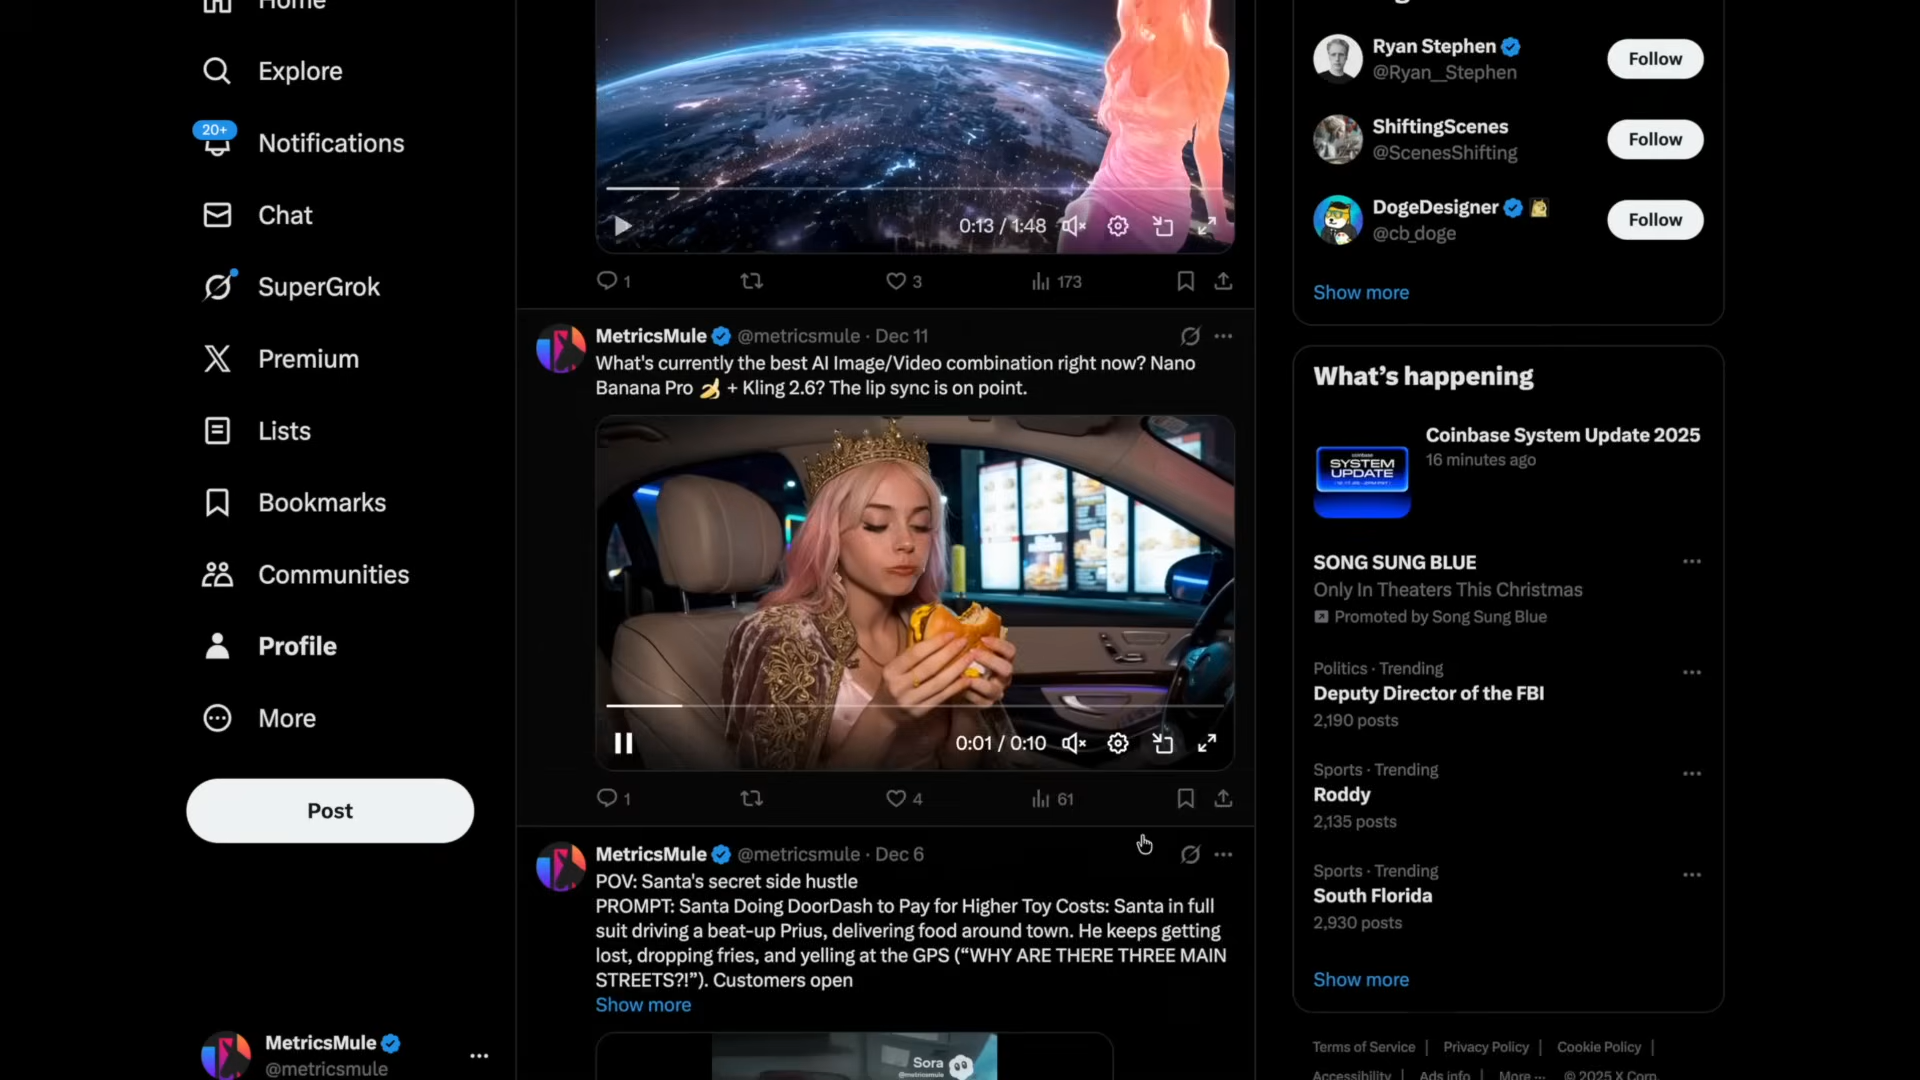 Home
Explore
20+
Notifications
Chat
SuperGrok
Premium
Lists
Bookmarks
Communities
Profile
More
Post
MetricsMule
@metricsmule
0:13 / 1:48
1
3
173
MetricsMule @metricsmule · Dec 11
What's currently the best AI Image/Video combination right now? Nano
Banana Pro 🍌 + Kling 2.6? The lip sync is on point.
0:01 / 0:10
1
4
61
MetricsMule @metricsmule · Dec 6
POV: Santa's secret side hustle
PROMPT: Santa Doing DoorDash to Pay for Higher Toy Costs: Santa in full
suit driving a beat-up Prius, delivering food around town. He keeps getting
lost, dropping fries, and yelling at the GPS (“WHY ARE THERE THREE MAIN
STREETS?!”). Customers open
Show more
Sora
@metricsmule
Ryan Stephen
@Ryan__Stephen
Follow
ShiftingScenes
@ScenesShifting
Follow
DogeDesigner
@cb_doge
Follow
Show more
What’s happening
coinbase
SYSTEM
UPDATE
Coinbase System Update 2025
16 minutes ago
SONG SUNG BLUE
Only In Theaters This Christmas
Promoted by Song Sung Blue
Politics · Trending
Deputy Director of the FBI
2,190 posts
Sports · Trending
Roddy
2,135 posts
Sports · Trending
South Florida
2,930 posts
Show more
Terms of Service | Privacy Policy | Cookie Policy |
Accessibility | Ads info | More ··· © 2025 X Corp.